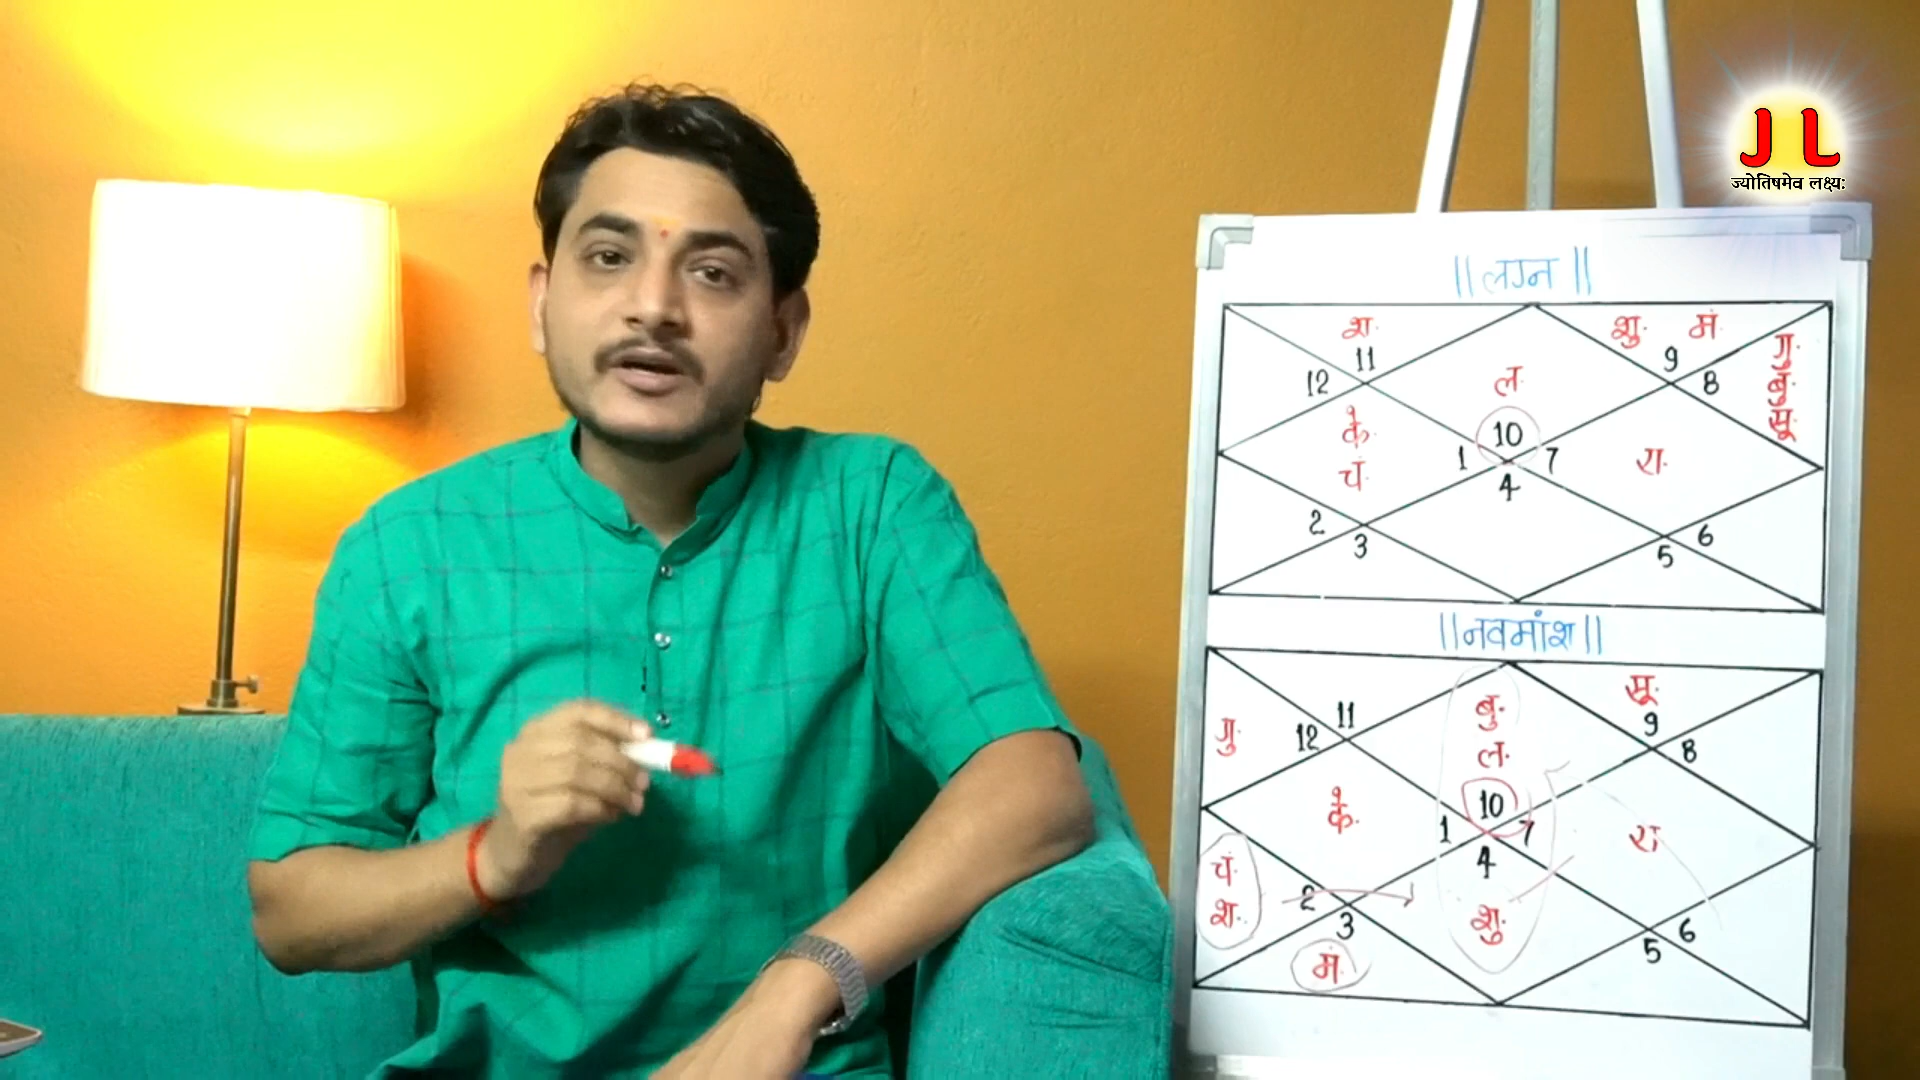 J L
ज्योतिषमेव लक्ष्यः
||लग्न||
श. शु. मं.
11 9
12 8
गु.
बु.
सू.
ल.
10
के.
चं.
1 7
रा.
4
2 6
3 5
||नवमांश||
सू.
बु.
11 9
गु. 12 8
ल.
10
के.
1 7
रा.
4
चं.
श.
2 6
3 5
शु.
मं.